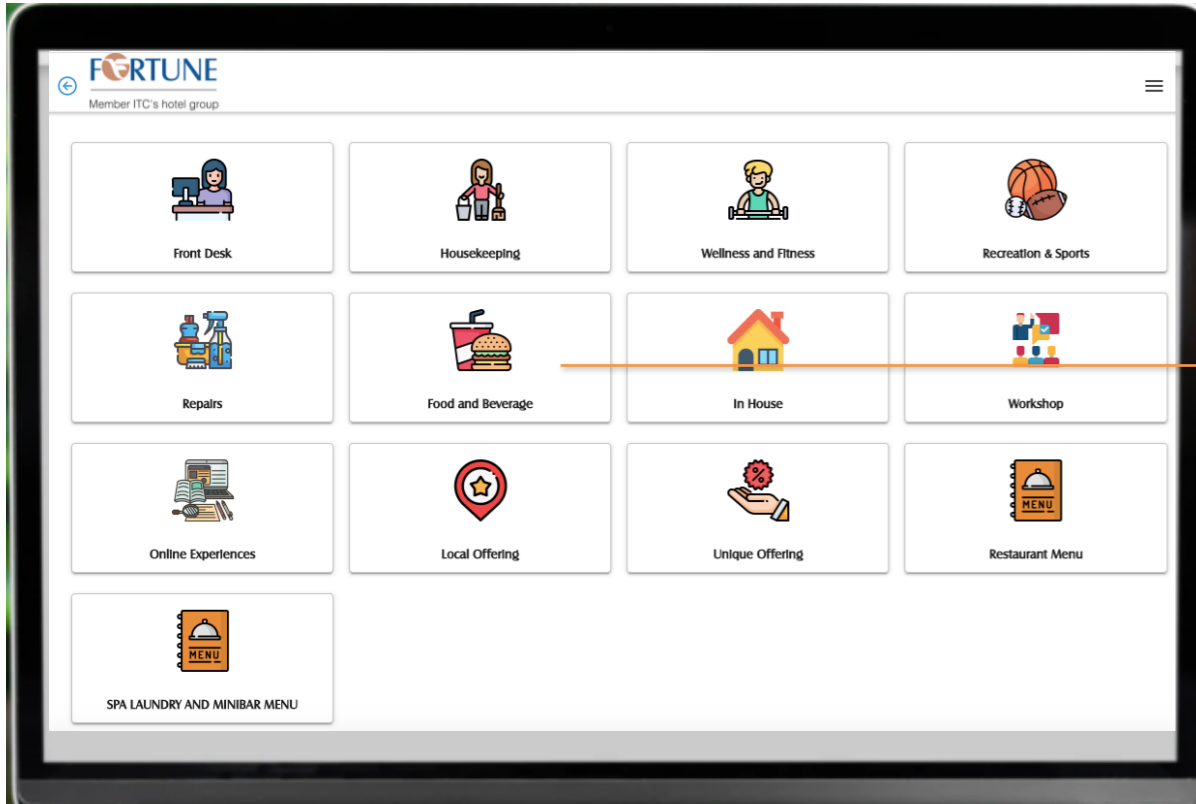 FORTUNE
Member ITC's hotel group
Front Desk
Housekeeping
Wellness and Fitness
Recreation & Sports
Repairs
Food and Beverage
In House
Workshop
Online Experiences
Local Offering
Unique Offering
MENU
Restaurant Menu
MENU
SPA LAUNDRY AND MINIBAR MENU